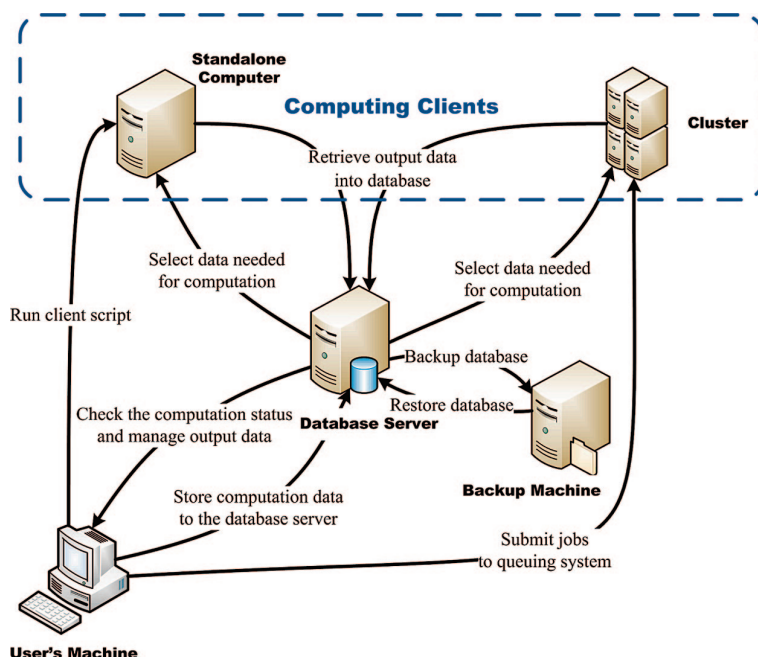 Standalone
Computer
Computing Clients
Cluster
Retrieve output data
into database
Select data needed
for computation
Select data needed
for computation
Run client script
Backup database
Restore database
Check the computation status
and manage output data
Database Server
Backup Machine
Store computation data
to the database server
Submit jobs
to queuing system
User's Machine